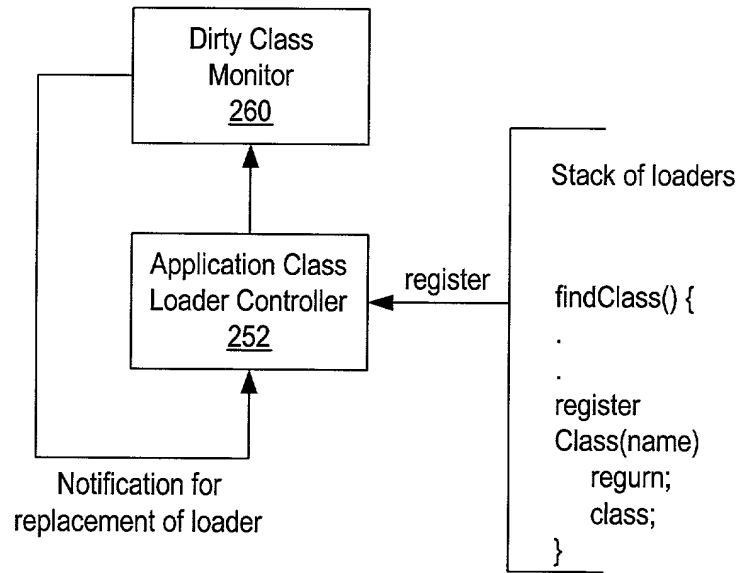 Dirty Class
Monitor
260
Stack of loaders
Application Class
Loader Controller
252
register
findClass() {
.
.
register
Class(name)
regurn;
class;
}
Notification for
replacement of loader